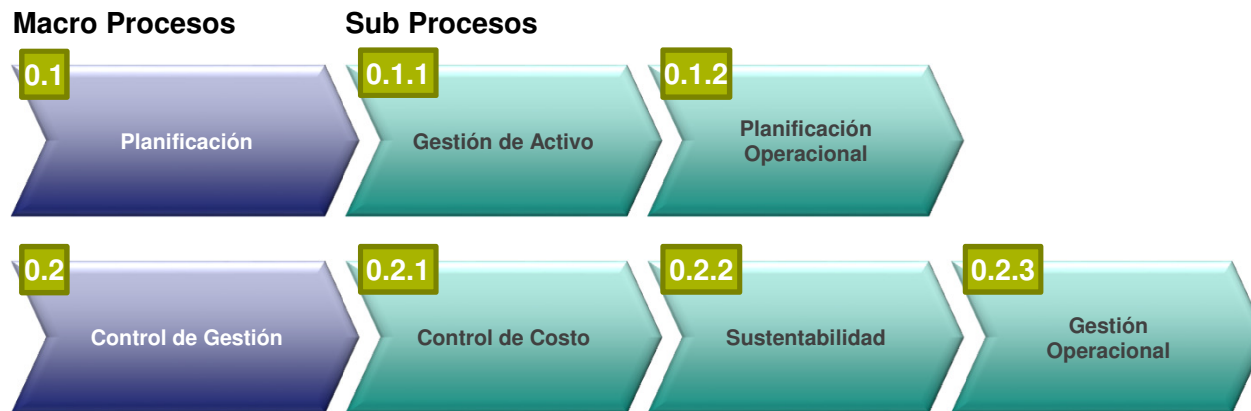 Macro Procesos
Sub Procesos
0.1
Planificación
0.1.1
Gestión de Activo
0.1.2
Planificación
Operacional
0.2
Control de Gestión
0.2.1
Control de Costo
0.2.2
Sustentabilidad
0.2.3
Gestión
Operacional